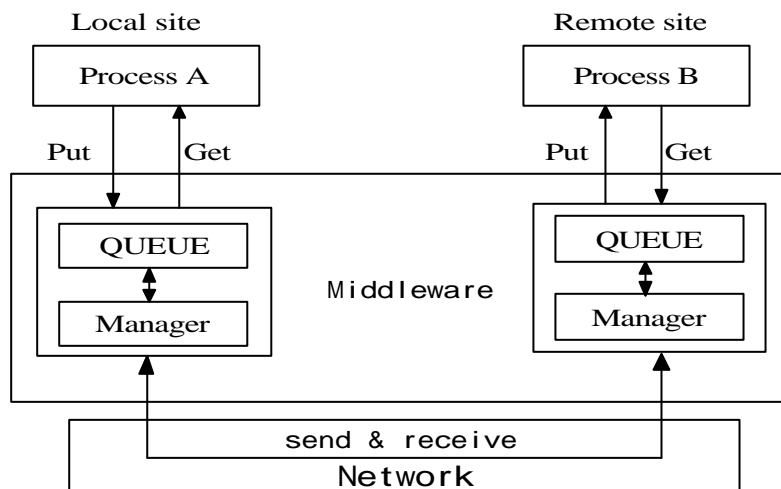 Local site
Remote site
Process A
Process B
Put
Get
Put
Get
QUEUE
QUEUE
Middleware
Manager
Manager
send & receive
Network